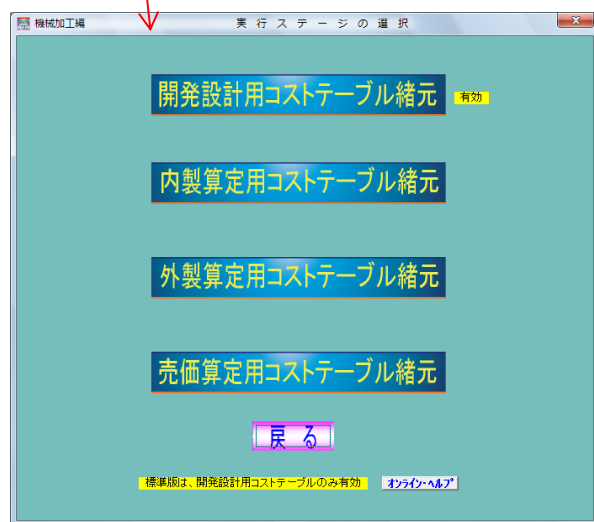 機械加工編 実行ステージの選択
開発設計用コストテーブル緒元 有効
内製算定用コストテーブル緒元
外製算定用コストテーブル緒元
売価算定用コストテーブル緒元
戻る
標準版は、開発設計用コストテーブルのみ有効 オンライン・ヘルプ